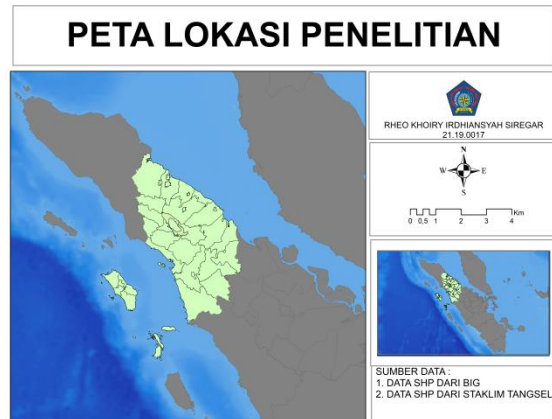 PETA LOKASI PENELITIAN
RHEO KHOIRY IRDHIANSYAH SIREGAR
21.19.0017
N
W E
S
Km
0 0,5 1 2 3 4
SUMBER DATA :
1. DATA SHP DARI BIG
2. DATA SHP DARI STAKLIM TANGSEL